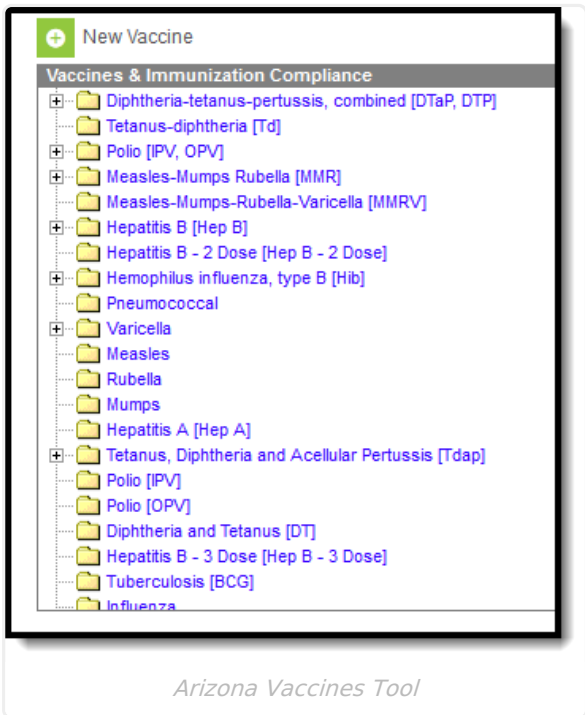 New Vaccine
Vaccines & Immunization Compliance
Diphtheria-tetanus-pertussis, combined [DTaP, DTP]
Tetanus-diphtheria [Td]
Polio [IPV, OPV]
Measles-Mumps Rubella [MMR]
Measles-Mumps-Rubella-Varicella [MMRV]
Hepatitis B [Hep B]
Hepatitis B - 2 Dose [Hep B - 2 Dose]
Hemophilus influenza, type B [Hib]
Pneumococcal
Varicella
Measles
Rubella
Mumps
Hepatitis A [Hep A]
Tetanus, Diphtheria and Acellular Pertussis [Tdap]
Polio [IPV]
Polio [OPV]
Diphtheria and Tetanus [DT]
Hepatitis B - 3 Dose [Hep B - 3 Dose]
Tuberculosis [BCG]
Influenza
Arizona Vaccines Tool